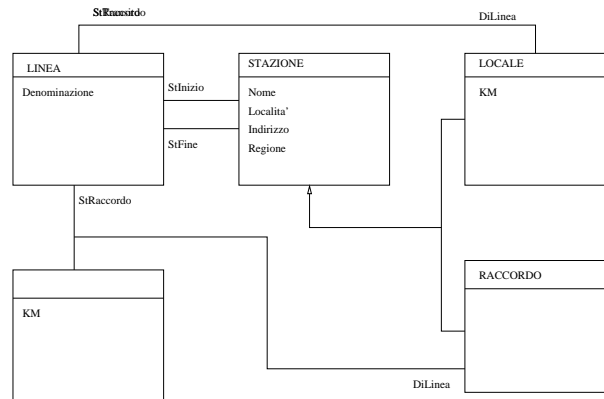 DiLinea
LINEA
Denominazione
StInizio
StFine
STAZIONE
Nome
Localita'
Indirizzo
Regione
LOCALE
KM
StRaccordo
KM
RACCORDO
DiLinea